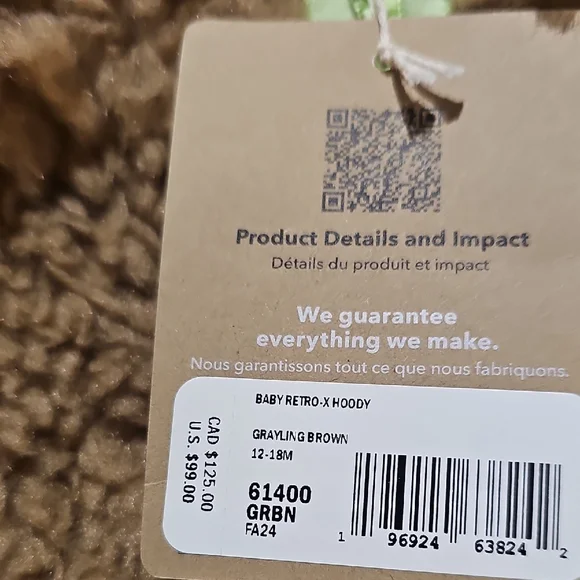 Product Details and Impact
Détails du produit et impact
We guarantee
everything we make.
Nous garantissons tout ce que nous fabriquons.
BABY RETRO-X HOODY
GRAYLING BROWN
12-18M
61400
GRBN
FA24
CAD $125.00
U.S. $99.00
1 96924 63824 2